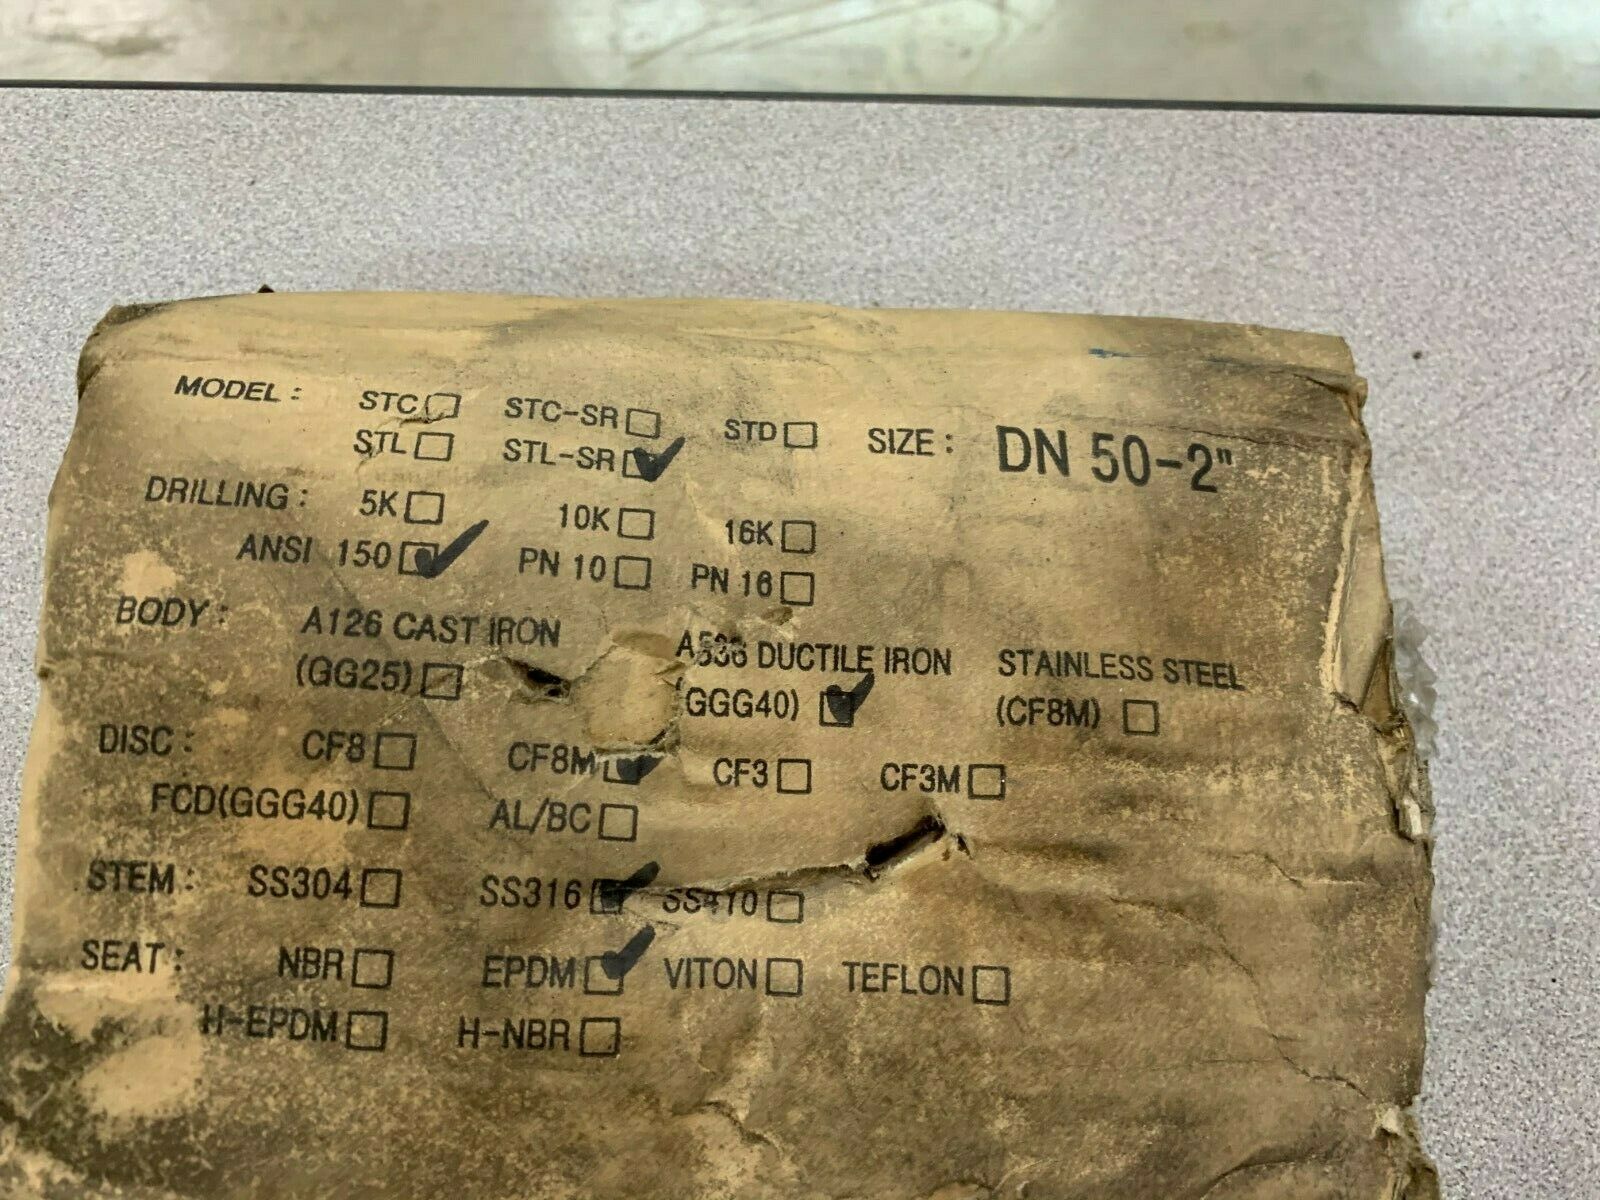 MODEL : STC☐ STC-SR☐ STD☐ SIZE : DN 50-2"
STL☐ STL-SR☑
DRILLING : 5K☐ 10K☐ 16K☐
ANSI 150☑ PN 10☐ PN 16☐
BODY : A126 CAST IRON A536 DUCTILE IRON STAINLESS STEEL
(GG25)☐ (GGG40)☑ (CF8M)☐
DISC : CF8☐ CF8M☑ CF3☐ CF3M☐
FCD(GGG40)☐ AL/BC☐
STEM : SS304☐ SS316☑ SS410☐
SEAT : NBR☐ EPDM☑ VITON☐ TEFLON☐
H-EPDM☐ H-NBR☐